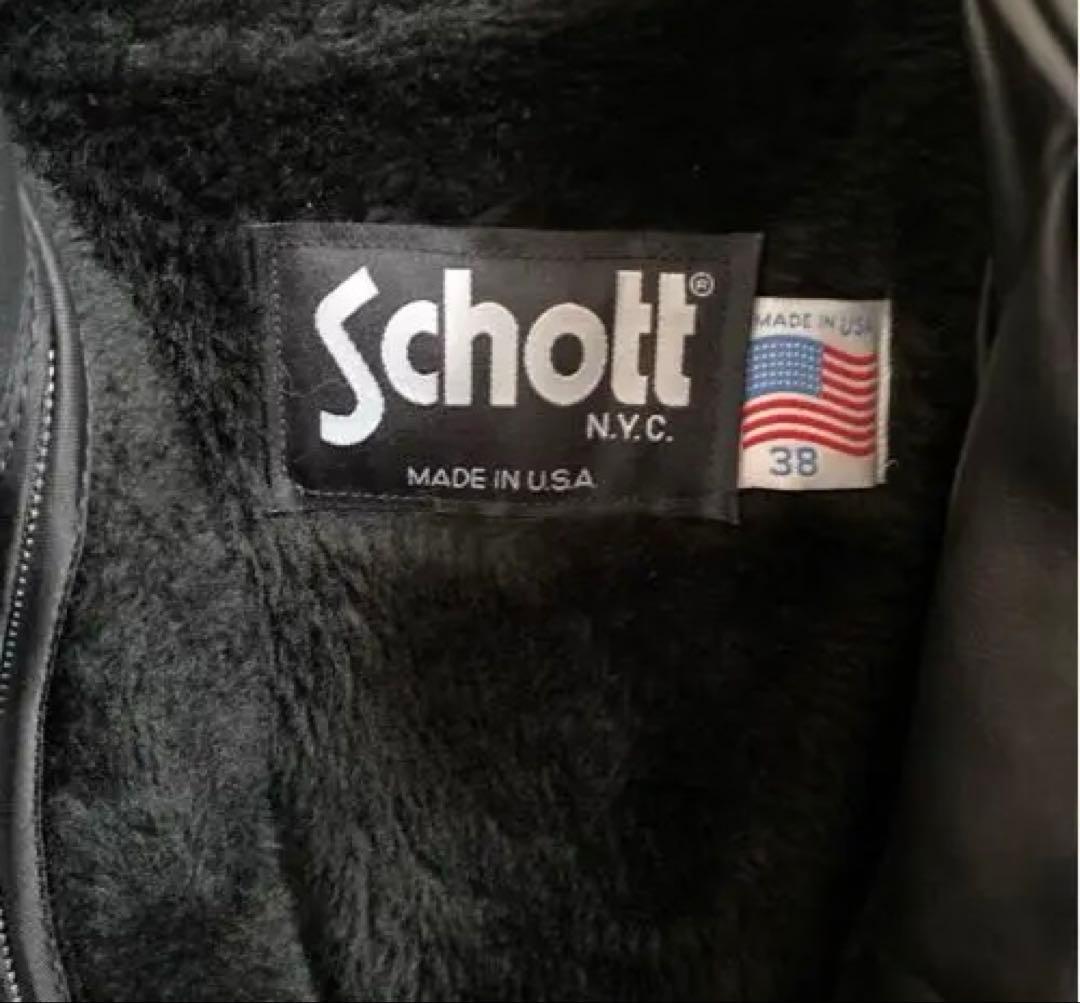 Schott®
N.Y.C.
MADE IN U.S.A
MADE IN USA
38